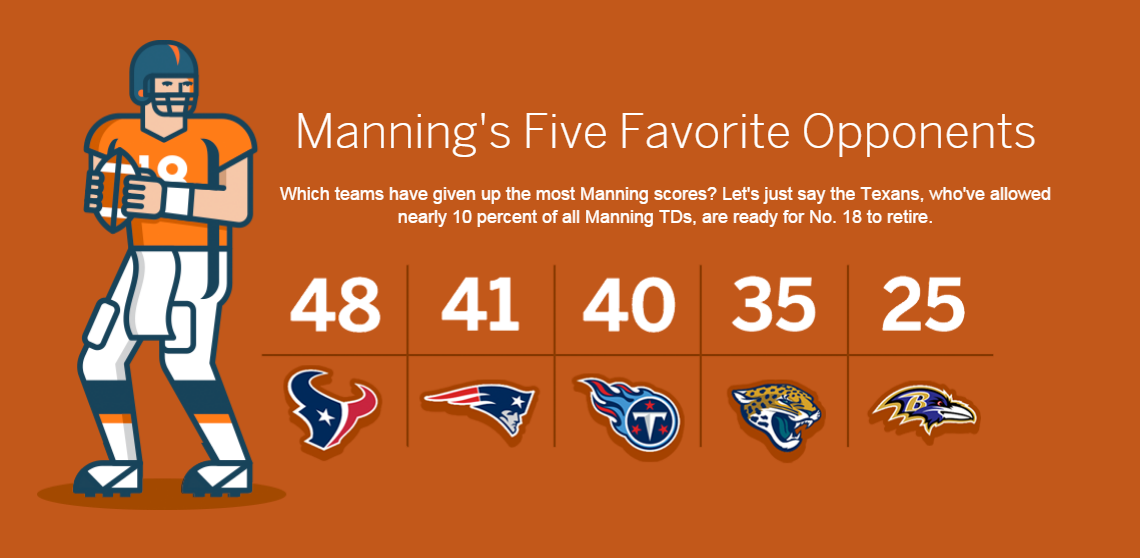 Manning's Five Favorite Opponents
Which teams have given up the most Manning scores? Let's just say the Texans, who've allowed
nearly 10 percent of all Manning TDs, are ready for No. 18 to retire.
48 41 40 35 25
18
T
B